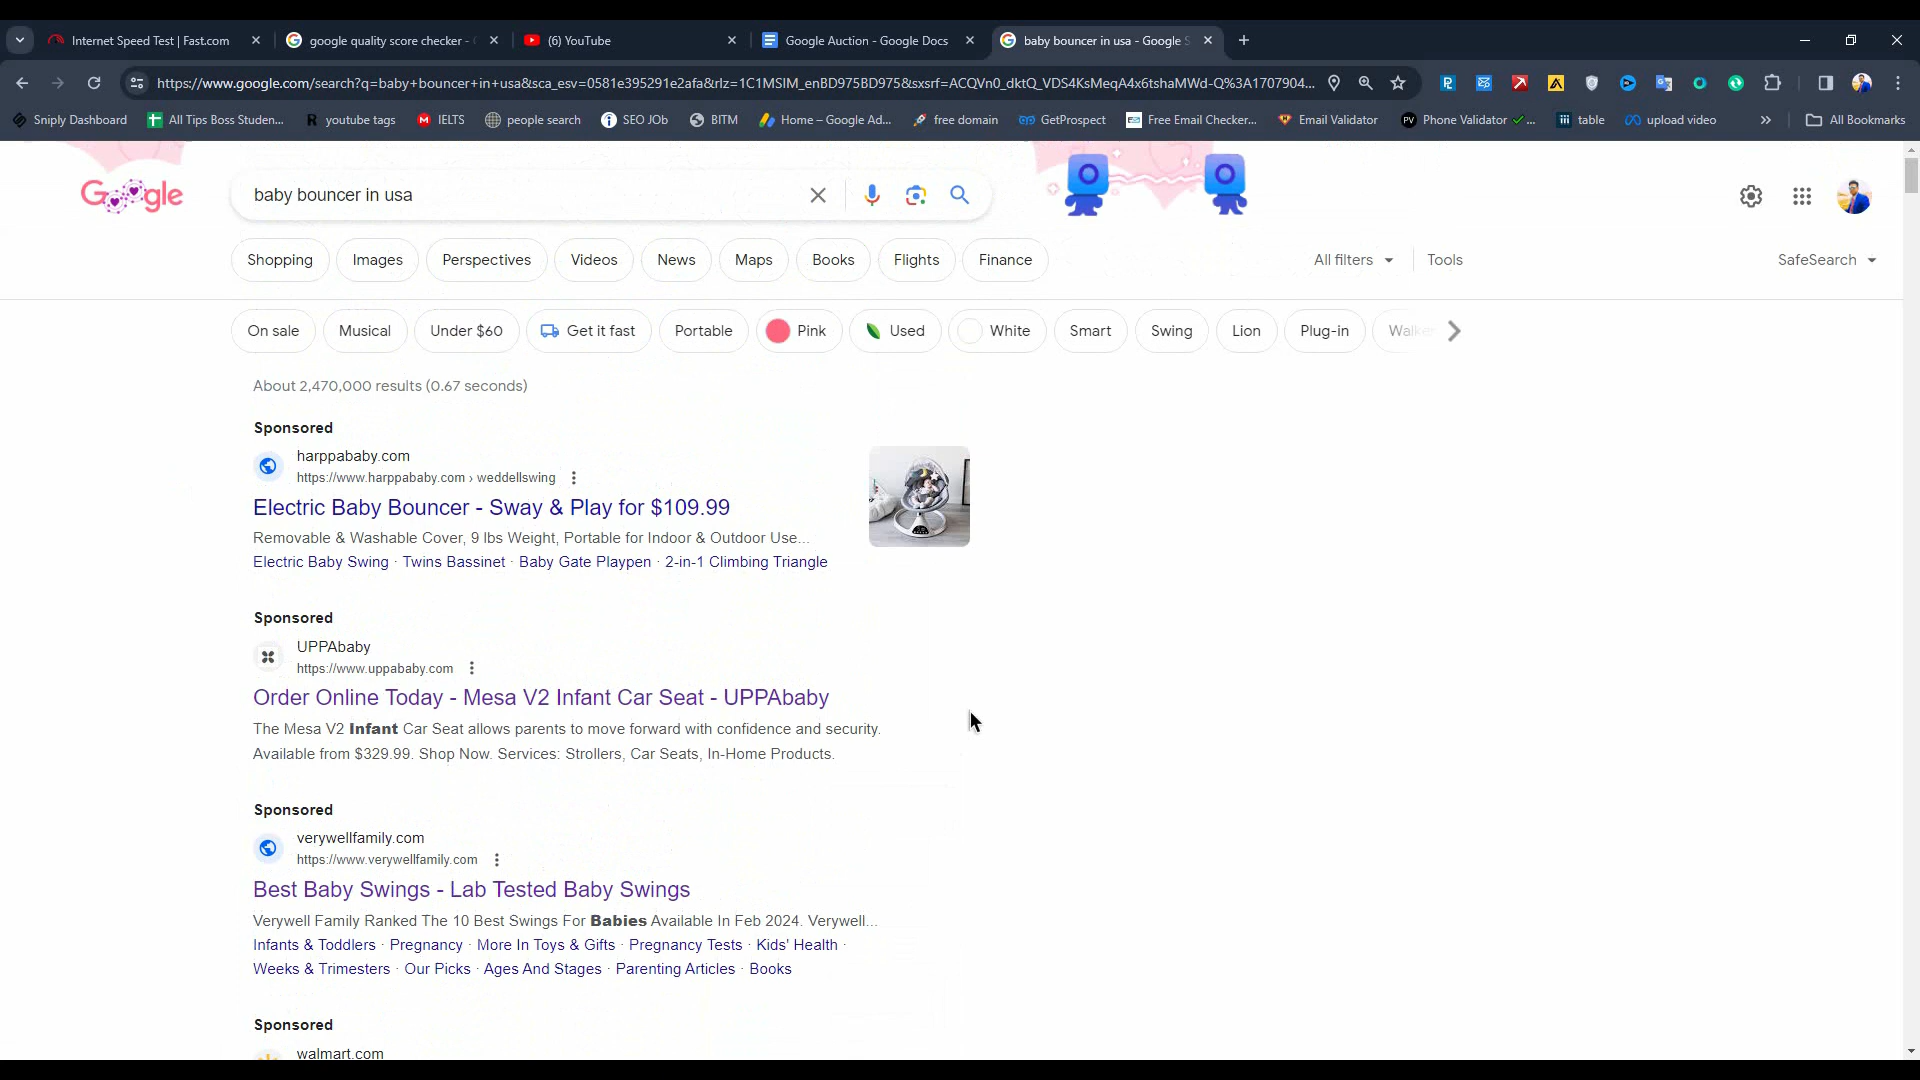 Internet Speed Test | Fast.com
google quality score checker -
(6) YouTube
Google Auction - Google Docs
baby bouncer in usa - Google S
https://www.google.com/search?q=baby+bouncer+in+usa&sca_esv=0581e395291e2afa&rlz=1C1MSIM_enBD975BD975&sxsrf=ACQVn0_dktQ_VDS4KsMeqA4x6tshaMWd-Q%3A1707904...
Sniply Dashboard
All Tips Boss Studen...
R youtube tags
M IELTS
people search
SEO JOb
BITM
Home – Google Ad...
free domain
GetProspect
Free Email Checker...
Email Validator
PV Phone Validator ✓ ...
table
upload video
»
All Bookmarks
Google
baby bouncer in usa
Shopping
Images
Perspectives
Videos
News
Maps
Books
Flights
Finance
All filters
Tools
SafeSearch
On sale
Musical
Under $60
Get it fast
Portable
Pink
Used
White
Smart
Swing
Lion
Plug-in
Walker
About 2,470,000 results (0.67 seconds)
Sponsored
harppababy.com
https://www.harppababy.com › weddellswing
Electric Baby Bouncer - Sway & Play for $109.99
Removable & Washable Cover, 9 lbs Weight, Portable for Indoor & Outdoor Use...
Electric Baby Swing · Twins Bassinet · Baby Gate Playpen · 2-in-1 Climbing Triangle
Sponsored
UPPAbaby
https://www.uppababy.com
Order Online Today - Mesa V2 Infant Car Seat - UPPAbaby
The Mesa V2 Infant Car Seat allows parents to move forward with confidence and security.
Available from $329.99. Shop Now. Services: Strollers, Car Seats, In-Home Products.
Sponsored
verywellfamily.com
https://www.verywellfamily.com
Best Baby Swings - Lab Tested Baby Swings
Verywell Family Ranked The 10 Best Swings For Babies Available In Feb 2024. Verywell...
Infants & Toddlers · Pregnancy · More In Toys & Gifts · Pregnancy Tests · Kids' Health ·
Weeks & Trimesters · Our Picks · Ages And Stages · Parenting Articles · Books
Sponsored
walmart.com